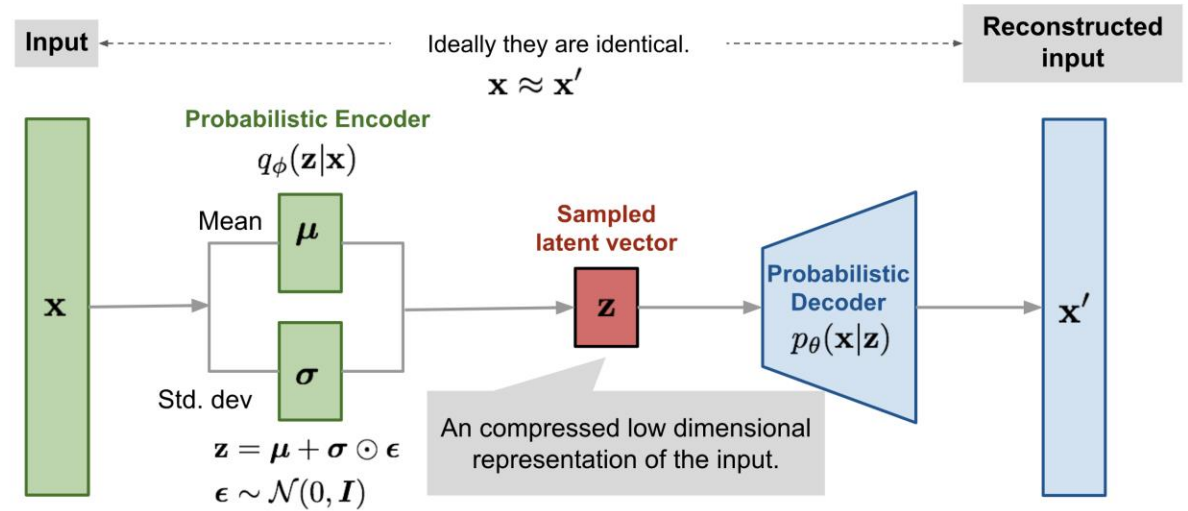 Input
Ideally they are identical.
x ≈ x′
Reconstructed
input
Probabilistic Encoder
qϕ(z|x)
Mean
μ
Sampled
latent vector
x
z
Probabilistic
Decoder
pθ(x|z)
x′
σ
Std. dev
z = μ + σ ⊙ ϵ
ϵ ∼ 𝒩(0, I)
An compressed low dimensional
representation of the input.